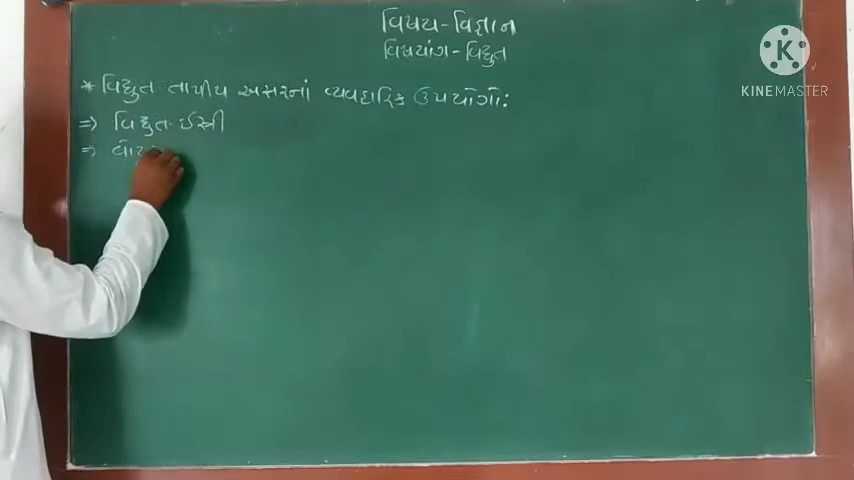 વિષય-વિજ્ઞાન
વિષયાંગ-વિદ્યુત
KINEMASTER
* વિદ્યુત તાપીય અસરનાં વ્યવહારિક ઉપયોગો:
⇒ વિદ્યુત-ઈસ્ત્રી
⇒